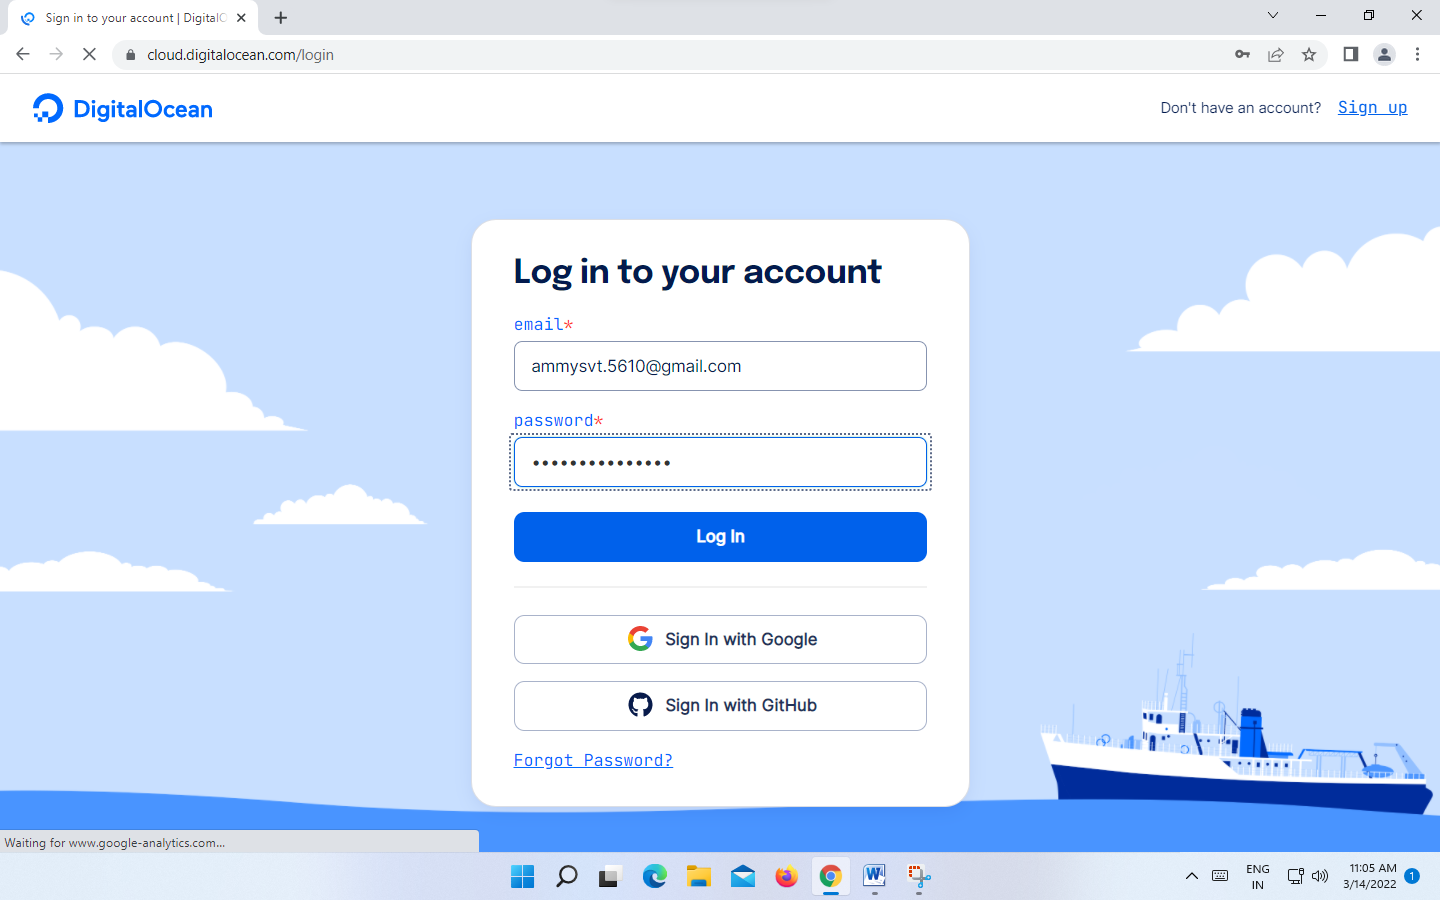 Sign in to your account | DigitalO
cloud.digitalocean.com/login
DigitalOcean
Don't have an account? Sign up
Log in to your account
email*
ammysvt.5610@gmail.com
password*
•••••••••••••••
Log In
Sign In with Google
Sign In with GitHub
Forgot Password?
Waiting for www.google-analytics.com...
ENG
IN
11:05 AM
3/14/2022
1